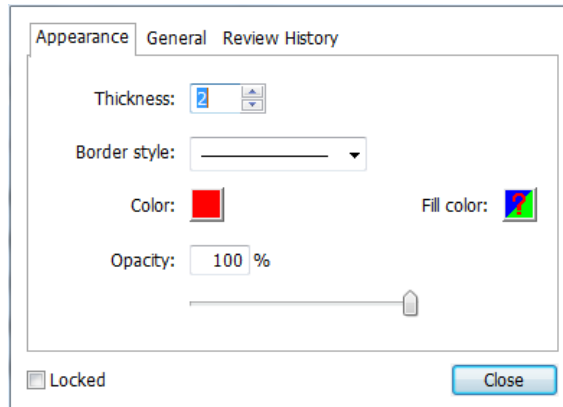 Appearance General Review History
Thickness: 2
Border style:
Color: Fill color: ?
Opacity: 100 %
Locked Close